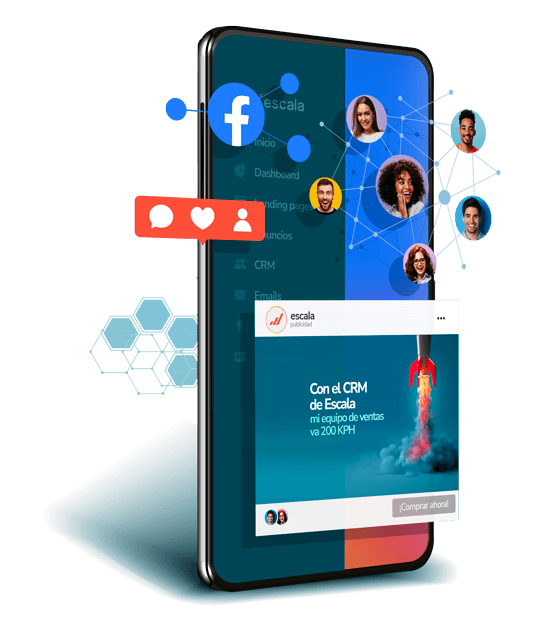 escala
Inicio
Dashboard
Landing pages
Anuncios
CRM
Emails
escala
publicidad
Con el CRM
de Escala
mi equipo de ventas
va 200 KPH
¡Comprar ahora!